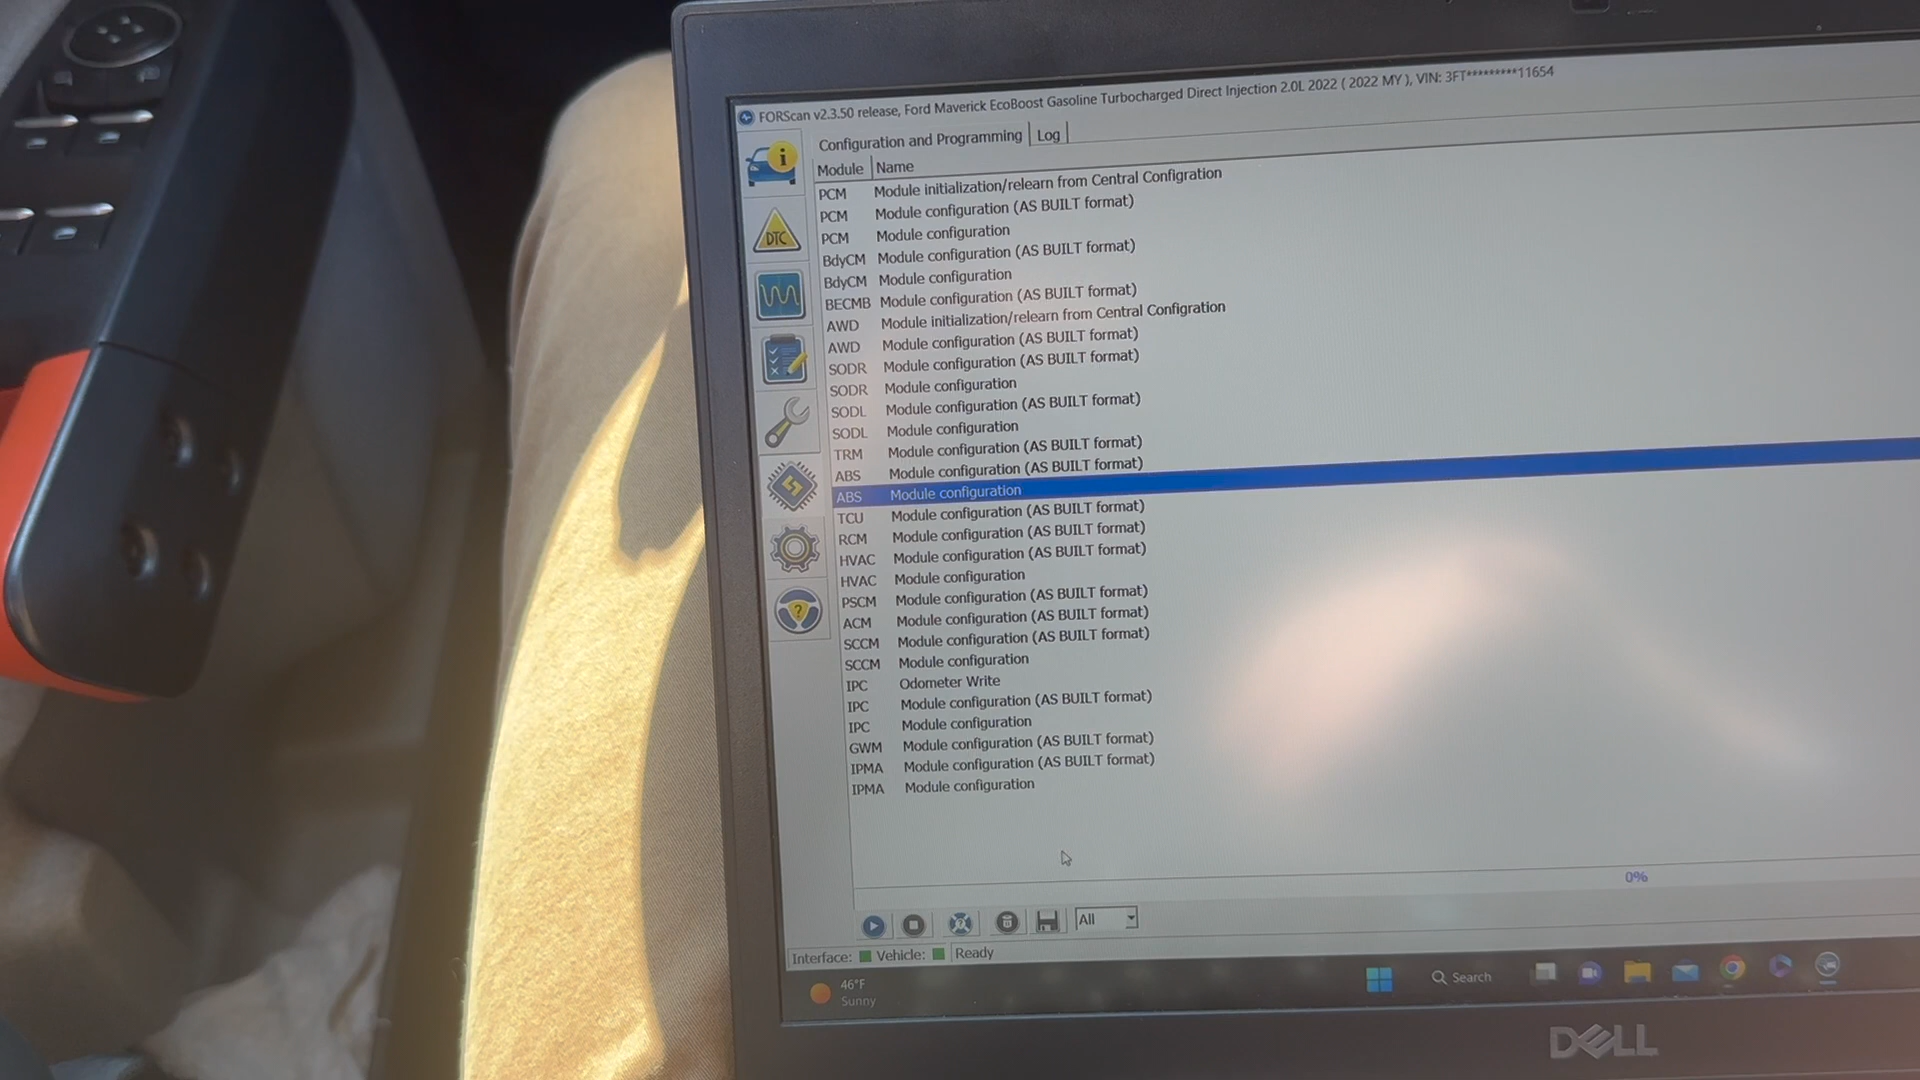 FORScan v2.3.50 release, Ford Maverick EcoBoost Gasoline Turbocharged Direct Injection 2.0L 2022 ( 2022 MY ), VIN: 3FT*********11654
Configuration and Programming Log
Module Name
PCM Module initialization/relearn from Central Configration
PCM Module configuration (AS BUILT format)
PCM Module configuration
BdyCM Module configuration (AS BUILT format)
BdyCM Module configuration
BECMB Module configuration (AS BUILT format)
AWD Module initialization/relearn from Central Configration
AWD Module configuration (AS BUILT format)
SODR Module configuration (AS BUILT format)
SODR Module configuration
SODL Module configuration (AS BUILT format)
SODL Module configuration
TRM Module configuration (AS BUILT format)
ABS Module configuration (AS BUILT format)
ABS Module configuration
TCU Module configuration (AS BUILT format)
RCM Module configuration (AS BUILT format)
HVAC Module configuration (AS BUILT format)
HVAC Module configuration
PSCM Module configuration (AS BUILT format)
ACM Module configuration (AS BUILT format)
SCCM Module configuration (AS BUILT format)
SCCM Module configuration
IPC Odometer Write
IPC Module configuration (AS BUILT format)
IPC Module configuration
GWM Module configuration (AS BUILT format)
IPMA Module configuration (AS BUILT format)
IPMA Module configuration
DTC
0%
All
Interface: Vehicle: Ready
46°F
Sunny
Search
DELL